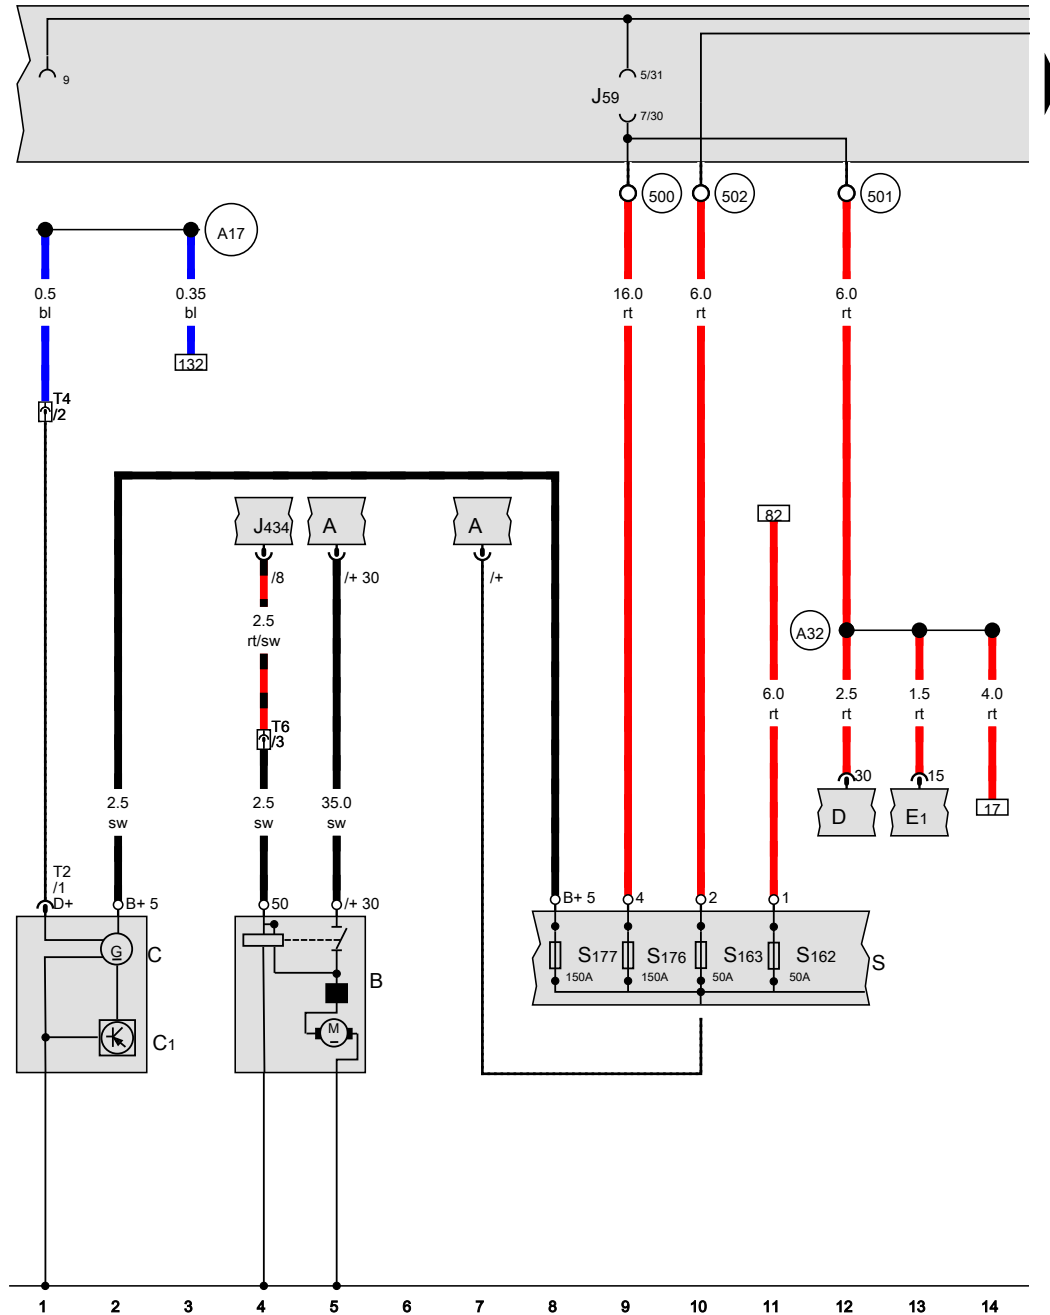 9
5/31
J59
7/30
500
502
501
A17
0.5
bl
0.35
bl
16.0
rt
6.0
rt
6.0
rt
132
T4
/2
J434
A
A
82
/8
/+ 30
/+
2.5
rt/sw
A32
6.0
rt
2.5
rt
1.5
rt
4.0
rt
T6
/3
30
15
D
E1
17
2.5
sw
2.5
sw
35.0
sw
T2
/1
D+
B+ 5
50
/+ 30
B+ 5
4
2
1
G
C
B
S177
150A
S176
150A
S163
50A
S162
50A
S
M
C1
1 2 3 4 5 6 7 8 9 10 11 12 13 14